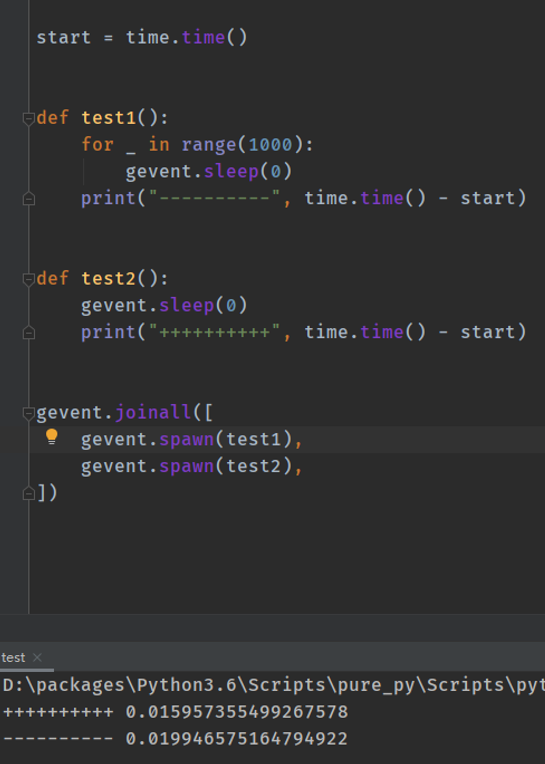 start = time.time()
def test1():
for _ in range(1000):
gevent.sleep(0)
print("----------", time.time() - start)
def test2():
gevent.sleep(0)
print("++++++++++", time.time() - start)
gevent.joinall([
gevent.spawn(test1),
gevent.spawn(test2),
])
test
D:\packages\Python3.6\Scripts\pure_py\Scripts\pyt
++++++++++ 0.015957355499267578
---------- 0.019946575164794922